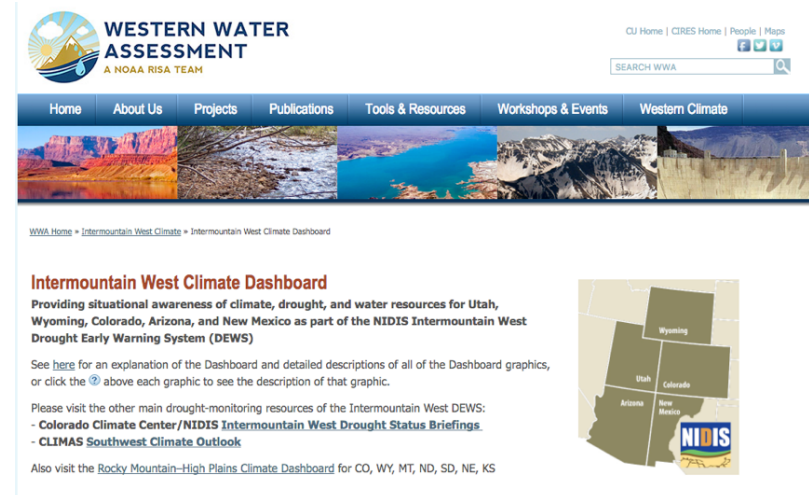 WESTERN WATER
ASSESSMENT
A NOAA RISA TEAM
CU Home | CIRES Home | People | Maps
SEARCH WWA
Home About Us Projects Publications Tools & Resources Workshops & Events Western Climate
WWA Home » Intermountain West Climate » Intermountain West Climate Dashboard
Intermountain West Climate Dashboard
Providing situational awareness of climate, drought, and water resources for Utah,
Wyoming, Colorado, Arizona, and New Mexico as part of the NIDIS Intermountain West
Drought Early Warning System (DEWS)
See here for an explanation of the Dashboard and detailed descriptions of all of the Dashboard graphics,
or click the ? above each graphic to see the description of that graphic.
Please visit the other main drought-monitoring resources of the Intermountain West DEWS:
- Colorado Climate Center/NIDIS Intermountain West Drought Status Briefings
- CLIMAS Southwest Climate Outlook
Also visit the Rocky Mountain–High Plains Climate Dashboard for CO, WY, MT, ND, SD, NE, KS
Wyoming
Utah
Colorado
Arizona
New
Mexico
NIDIS